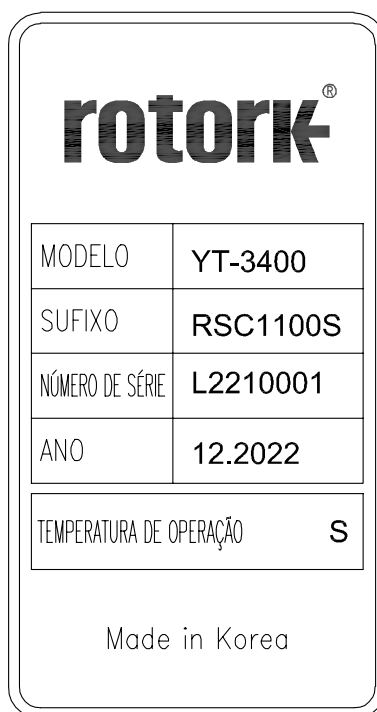 rotork®
MODELO YT-3400
SUFIXO RSC1100S
NÚMERO DE SÉRIE L2210001
ANO 12.2022
TEMPERATURA DE OPERAÇÃO S
Made in Korea